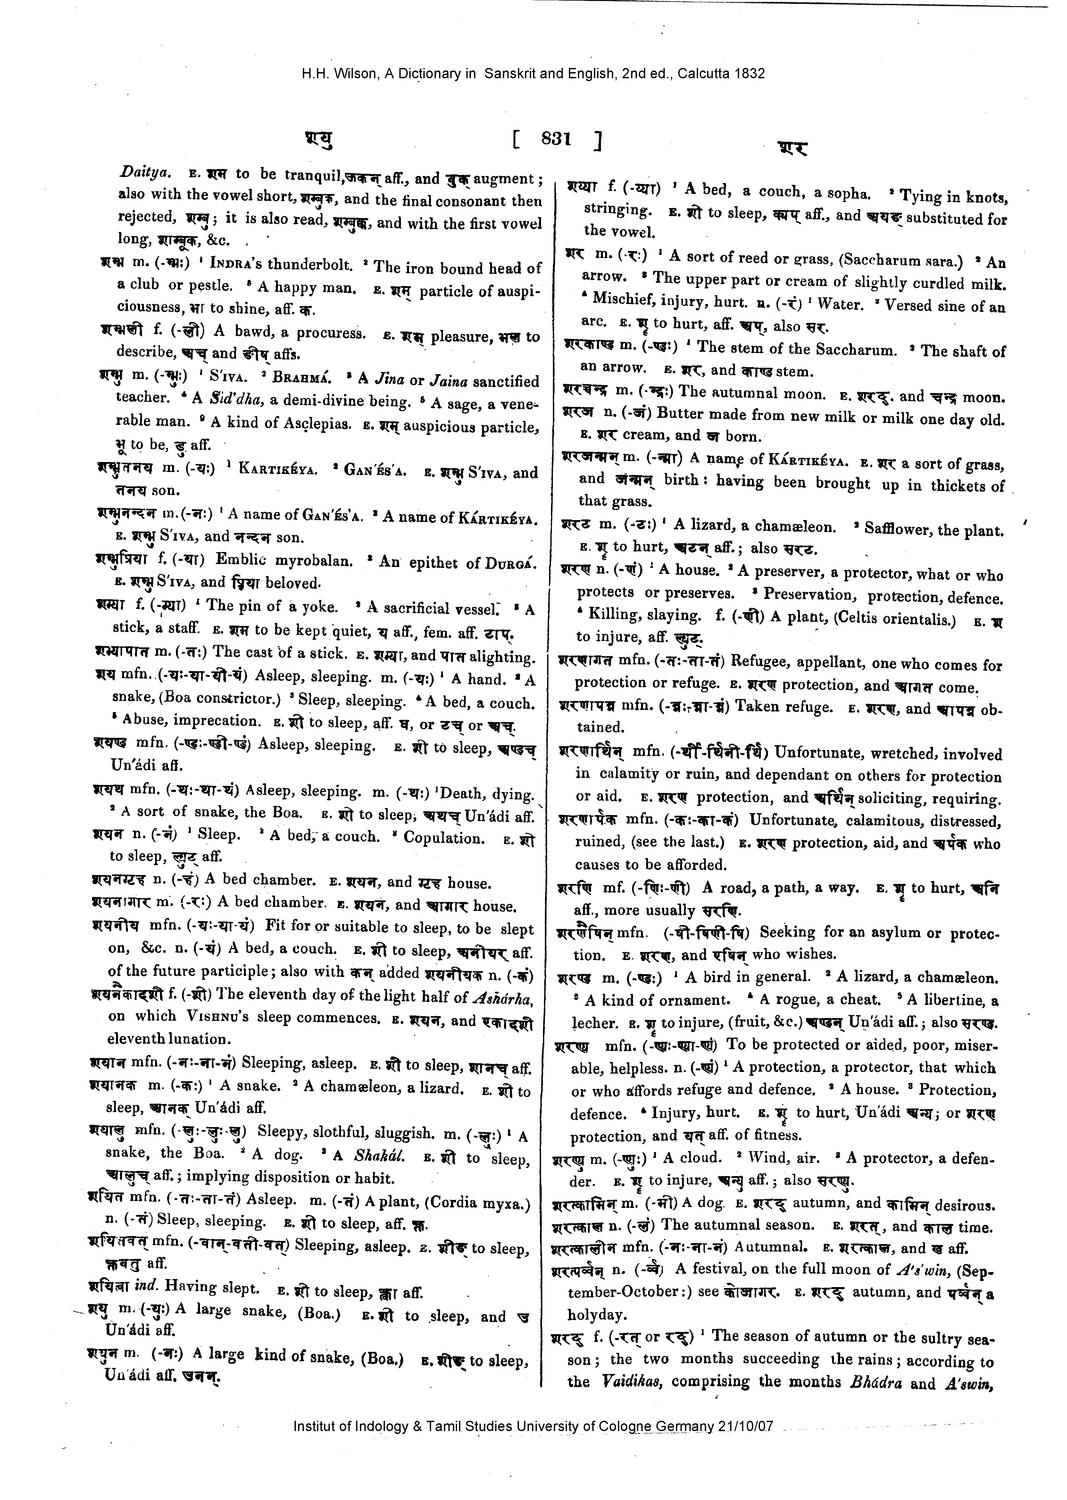 H.H. Wilson, A Dictionary in Sanskrit and English, 2nd ed., Calcutta 1832
शयु [ 831 ] शर
Daitya. E. शम to be tranquil, ऊकन् aff., and बुक् augment;
also with the vowel short, शम्बुक, and the final consonant then
rejected, शम्बु; it is also read, शम्बुक्क, and with the first vowel
long, शाम्बूक, &c.
शम्भ m. (-म्भः) ¹ INDRA's thunderbolt. ² The iron bound head of
a club or pestle. ³ A happy man. E. शम् particle of auspi-
ciousness, भा to shine, aff. क.
शम्भली f. (-ली) A bawd, a procuress. E. शम्भ pleasure, भल to
describe, अच् and ङीष् affs.
शम्भु m. (-म्भुः) ¹ S'IVA. ² BRAHMÁ. ³ A Jina or Jaina sanctified
teacher. ⁴ A Sid'dha, a demi-divine being. ⁵ A sage, a vene-
rable man. ⁶ A kind of Asclepias. E. शम् auspicious particle,
भू to be, डु aff.
शम्भुतनय m. (-यः) ¹ KARTIKÉYA. ² GAN'ÉS'A. E. शम्भु S'IVA, and
तनय son.
शम्भुनन्दन m. (-नः) ¹ A name of GAN'ÉS'A. ² A name of KÁRTIKÉYA.
E. शम्भु S'IVA, and नन्दन son.
शम्भुप्रिया f. (-या) Emblic myrobalan. ² An epithet of DURGÁ.
E. शम्भु S'IVA, and प्रिया beloved.
शम्या f. (-म्या) ¹ The pin of a yoke. ² A sacrificial vessel. ³ A
stick, a staff. E. शम to be kept quiet, य aff., fem. aff. टाप्.
शम्यापात m. (-तः) The cast of a stick. E. शम्या, and पात alighting.
शय mfn. (-यः-या-यी-यं) Asleep, sleeping. m. (-यः) ¹ A hand. ² A
snake, (Boa constrictor.) ³ Sleep, sleeping. ⁴ A bed, a couch.
⁵ Abuse, imprecation. E. शी to sleep, aff. घ, or टच् or अच्.
शयण्ड mfn. (-ण्डः-ण्डी-ण्डं) Asleep, sleeping. E. शी to sleep, अण्डच्
Un'ádi aff.
शयथ mfn. (-थः-था-थं) Asleep, sleeping. m. (-थः) ¹ Death, dying.
² A sort of snake, the Boa. E. शी to sleep, अथच् Un'ádi aff.
शयन n. (-नं) ¹ Sleep. ² A bed, a couch. ³ Copulation. E. शी
to sleep, ल्युट् aff.
शयनगृह n. (-हं) A bed chamber. E. शयन, and गृह house.
शयनागार m. (-रः) A bed chamber. E. शयन, and आगार house.
शयनीय mfn. (-यः-या-यं) Fit for or suitable to sleep, to be slept
on, &c. n. (-यं) A bed, a couch. E. शी to sleep, अनीयर् aff.
of the future participle; also with कन् added शयनीयक n. (-कं)
शयनैकादशी f. (-शी) The eleventh day of the light half of Ashárha,
on which VISHNU's sleep commences. E. शयन, and एकादशी
eleventh lunation.
शयान mfn. (-नः-ना-नं) Sleeping, asleep. E. शी to sleep, शानच् aff.
शयानक m. (-कः) ¹ A snake. ² A chamæleon, a lizard. E. शी to
sleep, आनक् Un'ádi aff.
शयालु mfn. (-लुः-लुः-लु) Sleepy, slothful, sluggish. m. (-लुः) ¹ A
snake, the Boa. ² A dog. ³ A Shakál. E. शी to sleep,
आलुच् aff.; implying disposition or habit.
शयित mfn. (-तः-ता-तं) Asleep. m. (-तं) A plant, (Cordia myxa.)
n. (-तं) Sleep, sleeping. E. शी to sleep, aff. क्त.
शयितवत् mfn. (-वान्-वती-वत्) Sleeping, asleep. E. शीङ् to sleep,
क्तवतु aff.
शयित्वा ind. Having slept. E. शी to sleep, क्त्वा aff.
शयु m. (-युः) A large snake, (Boa.) E. शी to sleep, and उ
Un'ádi aff.
शयुन m. (-नः) A large kind of snake, (Boa.) E. शीङ् to sleep,
Un'ádi aff. उनन्.
शय्या f. (-य्या) ¹ A bed, a couch, a sopha. ² Tying in knots,
stringing. E. शी to sleep, क्यप् aff., and अयङ् substituted for
the vowel.
शर m. (-रः) ¹ A sort of reed or grass, (Saccharum sara.) ² An
arrow. ³ The upper part or cream of slightly curdled milk.
⁴ Mischief, injury, hurt. n. (-रं) ¹ Water. ² Versed sine of an
arc. E. शॄ to hurt, aff. अप्, also सर.
शरकाण्ड m. (-ण्डः) ¹ The stem of the Saccharum. ² The shaft of
an arrow. E. शर, and काण्ड stem.
शरच्चन्द्र m. (-न्द्रः) The autumnal moon. E. शरद्, and चन्द्र moon.
शरज n. (-जं) Butter made from new milk or milk one day old.
E. शर cream, and ज born.
शरजन्मन् m. (-न्मा) A name of KÁRTIKÉYA. E. शर a sort of grass,
and जन्मन् birth: having been brought up in thickets of
that grass.
शरट m. (-टः) ¹ A lizard, a chamæleon. ² Safflower, the plant.
E. शॄ to hurt, अटन् aff.; also सरट.
शरण n. (-णं) ¹ A house. ² A preserver, a protector, what or who
protects or preserves. ³ Preservation, protection, defence.
⁴ Killing, slaying. f. (-णी) A plant, (Celtis orientalis.) E. शॄ
to injure, aff. ल्युट्.
शरणागत mfn. (-तः-ता-तं) Refugee, appellant, one who comes for
protection or refuge. E. शरण protection, and आगत come.
शरणापन्न mfn. (-न्नः-न्ना-न्नं) Taken refuge. E. शरण, and आपन्न ob-
tained.
शरणार्थिन् mfn. (-र्थी-र्थिनी-र्थि) Unfortunate, wretched, involved
in calamity or ruin, and dependant on others for protection
or aid. E. शरण protection, and अर्थिन् soliciting, requiring.
शरणार्पक mfn. (-कः-का-कं) Unfortunate, calamitous, distressed,
ruined, (see the last.) E. शरण protection, aid, and अर्पक who
causes to be afforded.
शरणि mf. (-णिः-णी) A road, a path, a way. E. शॄ to hurt, अनि
aff., more usually सरणि.
शरणैषिन् mfn. (-षी-षिणी-षि) Seeking for an asylum or protec-
tion. E. शरण, and एषिन् who wishes.
शरण्ड m. (-ण्डः) ¹ A bird in general. ² A lizard, a chamæleon.
³ A kind of ornament. ⁴ A rogue, a cheat. ⁵ A libertine, a
lecher. E. शॄ to injure, (fruit, &c.) अण्डन् Un'ádi aff.; also सरण्ड.
शरण्य mfn. (-ण्यः-ण्या-ण्यं) To be protected or aided, poor, miser-
able, helpless. n. (-ण्यं) ¹ A protection, a protector, that which
or who affords refuge and defence. ² A house. ³ Protection,
defence. ⁴ Injury, hurt. E. शॄ to hurt, Un'ádi अन्य; or शरण
protection, and यत् aff. of fitness.
शरण्यु m. (-ण्युः) ¹ A cloud. ² Wind, air. ³ A protector, a defen-
der. E. शॄ to injure, अन्यु aff.; also सरण्यु.
शरत्कामिन् m. (-मी) A dog. E. शरद् autumn, and कामिन् desirous.
शरत्काल n. (-लं) The autumnal season. E. शरत्, and काल time.
शरत्कालीन mfn. (-नः-ना-नं) Autumnal. E. शरत्काल, and ख aff.
शरत्पर्व्वन् n. (-र्व्व) A festival, on the full moon of A's'win, (Sep-
tember-October:) see कोजागर. E. शरद् autumn, and पर्व्वन् a
holyday.
शरद् f. (-रत् or रद्) ¹ The season of autumn or the sultry sea-
son; the two months succeeding the rains; according to
the Vaidikas, comprising the months Bhádra and A'swin,
Institut of Indology & Tamil Studies University of Cologne Germany 21/10/07